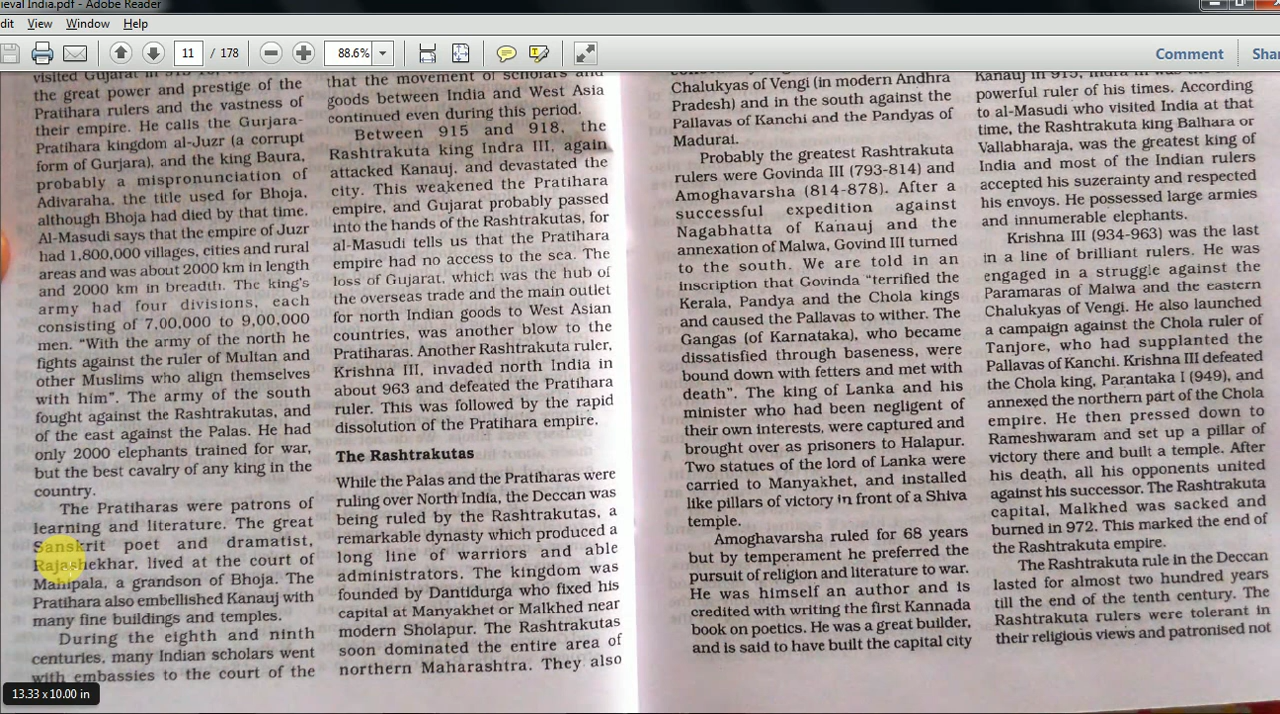 ieval India.pdf - Adobe Reader
dit View Window Help
11 / 178
88.6%
Comment
Shar
visited Gujarat in
the great power and prestige of the
Pratihara rulers and the vastness of
their empire. He calls the Gurjara-
Pratihara kingdom al-Juzr (a corrupt
form of Gurjara), and the king Baura,
probably a mispronunciation of
Adivaraha, the title used for Bhoja,
although Bhoja had died by that time.
Al-Masudi says that the empire of Juzr
had 1,800,000 villages, cities and rural
areas and was about 2000 km in length
and 2000 km in breadth. The king's
army had four divisions, each
consisting of 7,00,000 to 9,00,000
men. "With the army of the north he
fights against the ruler of Multan and
other Muslims who align themselves
with him". The army of the south
fought against the Rashtrakutas, and
of the east against the Palas. He had
only 2000 elephants trained for war,
but the best cavalry of any king in the
country.
The Pratiharas were patrons of
learning and literature. The great
Sanskrit poet and dramatist,
Rajashekhar, lived at the court of
Mahipala, a grandson of Bhoja. The
Pratihara also embellished Kanauj with
many fine buildings and temples.
During the eighth and ninth
centuries, many Indian scholars went
with embassies to the court of the
that the movement of scholars and
goods between India and West Asia
continued even during this period.
Between 915 and 918, the
Rashtrakuta king Indra III, again
attacked Kanauj, and devastated the
city. This weakened the Pratihara
empire, and Gujarat probably passed
into the hands of the Rashtrakutas, for
al-Masudi tells us that the Pratihara
empire had no access to the sea. The
loss of Gujarat, which was the hub of
the overseas trade and the main outlet
for north Indian goods to West Asian
countries, was another blow to the
Pratiharas. Another Rashtrakuta ruler,
Krishna III, invaded north India in
about 963 and defeated the Pratihara
ruler. This was followed by the rapid
dissolution of the Pratihara empire.
The Rashtrakutas
While the Palas and the Pratiharas were
ruling over North India, the Deccan was
being ruled by the Rashtrakutas, a
remarkable dynasty which produced a
long line of warriors and able
administrators. The kingdom was
founded by Dantidurga who fixed his
capital at Manyakhet or Malkhed near
modern Sholapur. The Rashtrakutas
soon dominated the entire area of
northern Maharashtra. They also
Chalukyas of Vengi (in modern Andhra
Pradesh) and in the south against the
Pallavas of Kanchi and the Pandyas of
Madurai.
Probably the greatest Rashtrakuta
rulers were Govinda III (793-814) and
Amoghavarsha (814-878). After a
successful expedition against
Nagabhatta of Kanauj and the
annexation of Malwa, Govind III turned
to the south. We are told in an
inscription that Govinda "terrified the
Kerala, Pandya and the Chola kings
and caused the Pallavas to wither. The
Gangas (of Karnataka), who became
dissatisfied through baseness, were
bound down with fetters and met with
death". The king of Lanka and his
minister who had been negligent of
their own interests, were captured and
brought over as prisoners to Halapur.
Two statues of the lord of Lanka were
carried to Manyakhet, and installed
like pillars of victory in front of a Shiva
temple.
Amoghavarsha ruled for 68 years
but by temperament he preferred the
pursuit of religion and literature to war.
He was himself an author and is
credited with writing the first Kannada
book on poetics. He was a great builder,
and is said to have built the capital city
Kanauj in 915, Indra III was the
powerful ruler of his times. According
to al-Masudi who visited India at that
time, the Rashtrakuta king Balhara or
Vallabharaja, was the greatest king of
India and most of the Indian rulers
accepted his suzerainty and respected
his envoys. He possessed large armies
and innumerable elephants.
Krishna III (934-963) was the last
in a line of brilliant rulers. He was
engaged in a struggle against the
Paramaras of Malwa and the eastern
Chalukyas of Vengi. He also launched
a campaign against the Chola ruler of
Tanjore, who had supplanted the
Pallavas of Kanchi. Krishna III defeated
the Chola king, Parantaka I (949), and
annexed the northern part of the Chola
empire. He then pressed down to
Rameshwaram and set up a pillar of
victory there and built a temple. After
his death, all his opponents united
against his successor. The Rashtrakuta
capital, Malkhed was sacked and
burned in 972. This marked the end of
the Rashtrakuta empire.
The Rashtrakuta rule in the Deccan
lasted for almost two hundred years
till the end of the tenth century. The
Rashtrakuta rulers were tolerant in
their religious views and patronised not
13.33 x 10.00 in